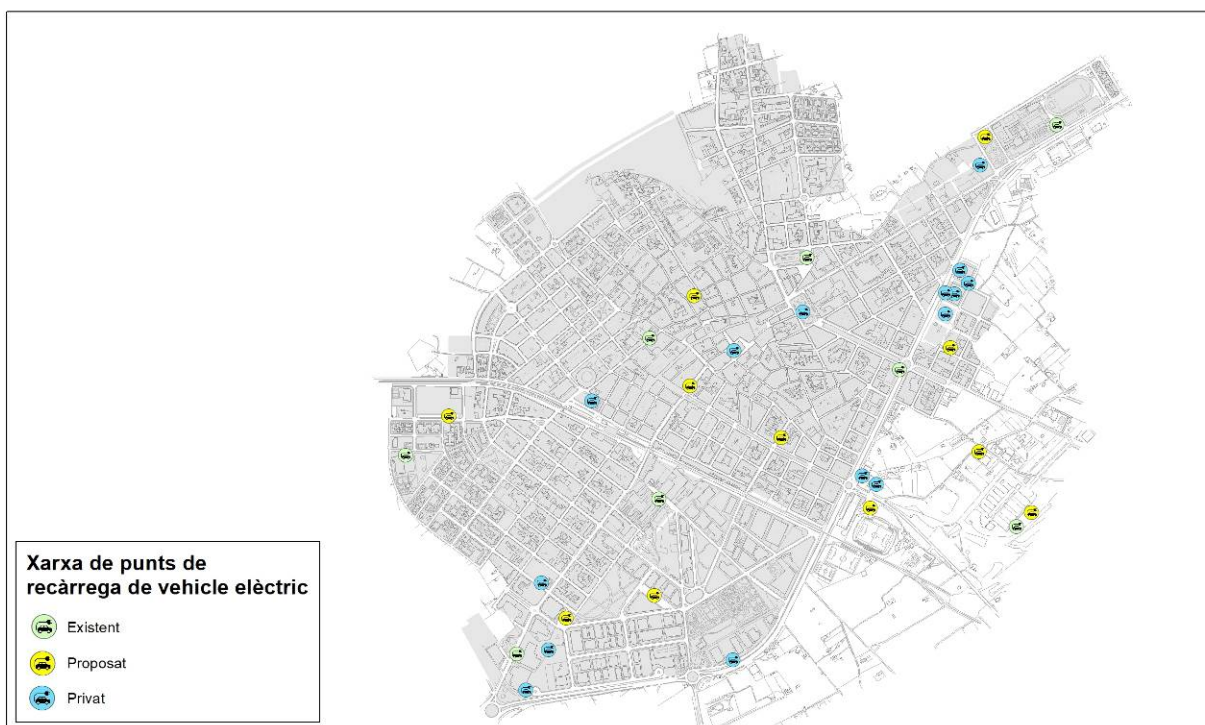 Xarxa de punts de
recàrrega de vehicle elèctric
Existent
Proposat
Privat